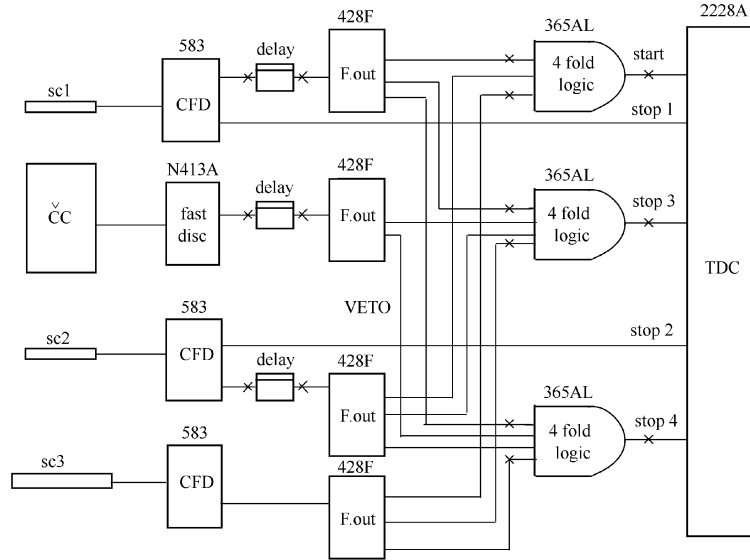 2228A
428F
365AL
583
delay
start
4 fold
logic
F.out
sc1
CFD
stop 1
N413A
delay
428F
365AL
stop 3
ČC
fast
disc
F.out
4 fold
logic
TDC
VETO
583
stop 2
sc2
CFD
delay
428F
365AL
F.out
4 fold
logic
stop 4
583
428F
sc3
CFD
F.out